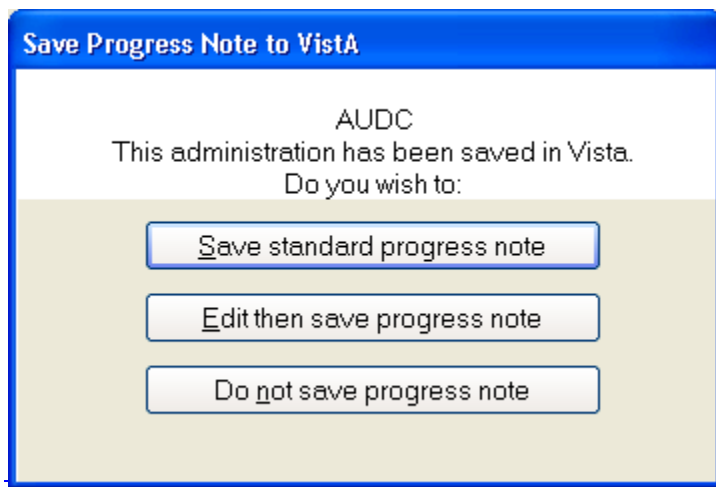 Save Progress Note to VistA
AUDC
This administration has been saved in Vista.
Do you wish to:
Save standard progress note
Edit then save progress note
Do not save progress note